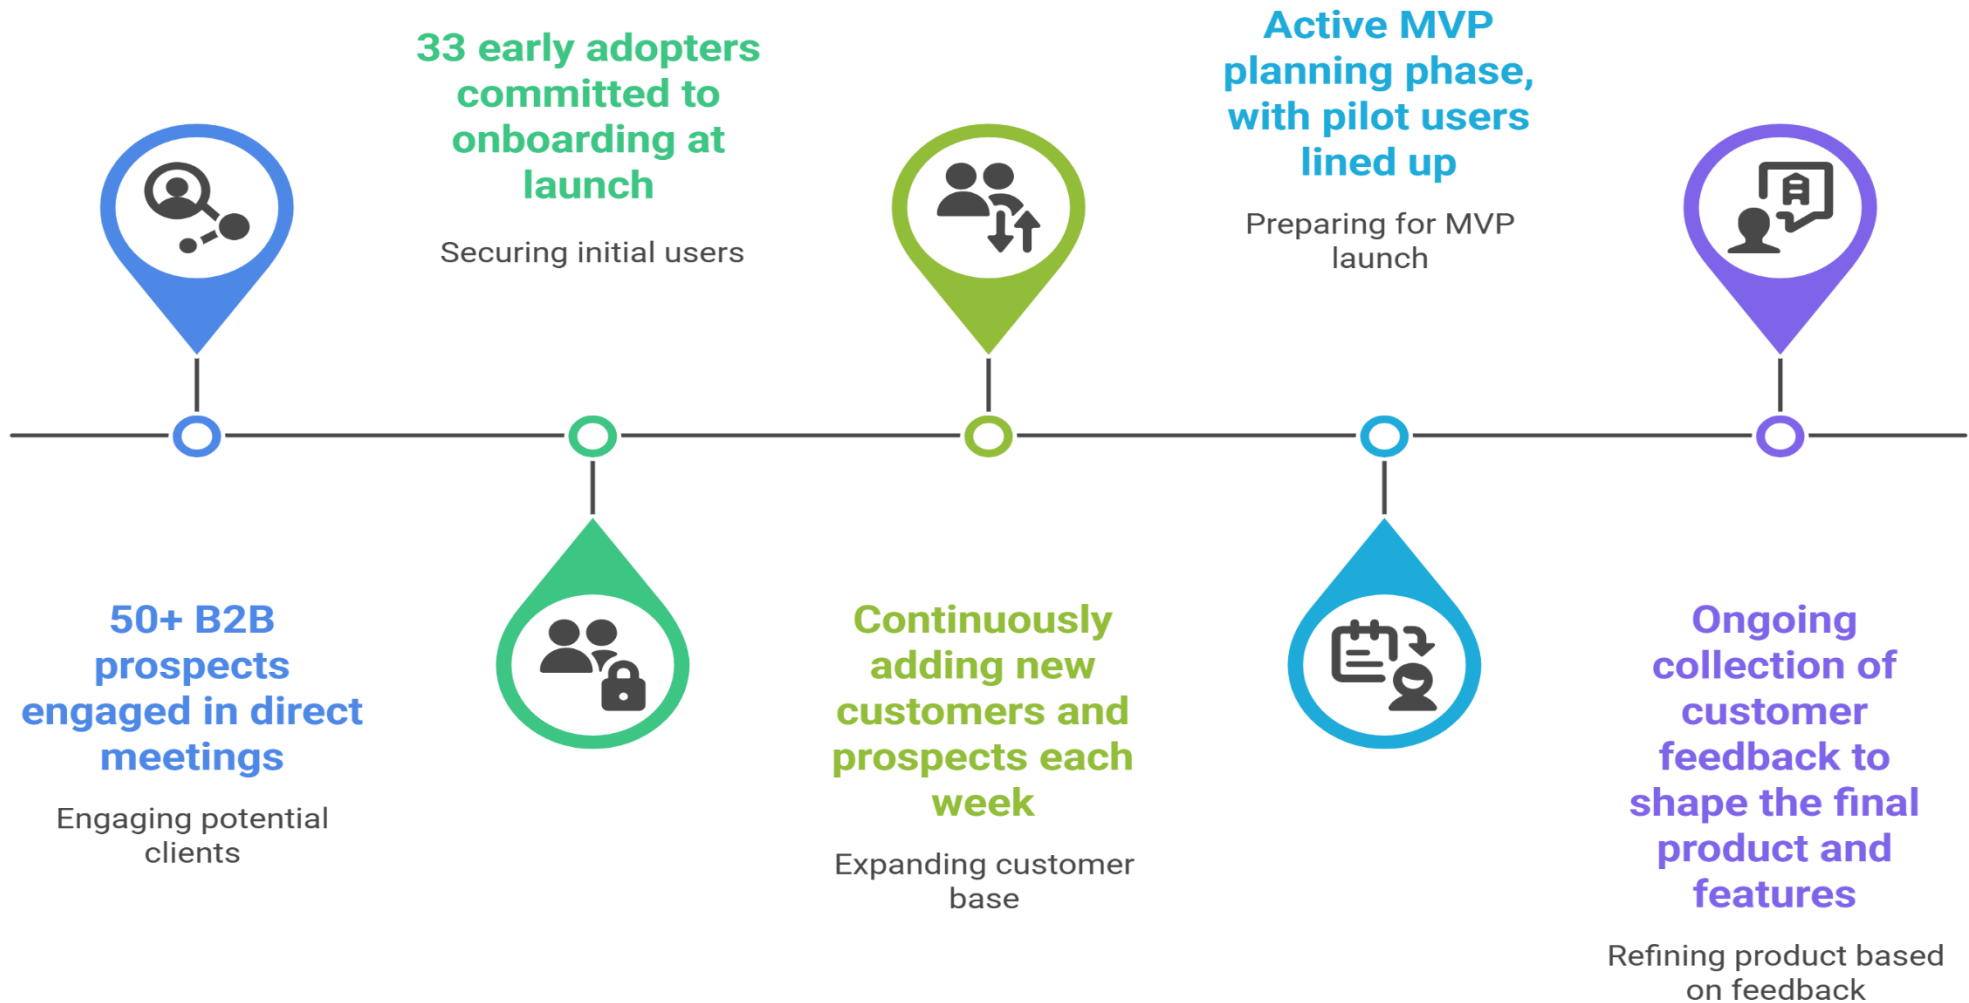 50+ B2B
prospects
engaged in direct
meetings
Engaging potential
clients
33 early adopters
committed to
onboarding at
launch
Securing initial users
Continuously
adding new
customers and
prospects each
week
Expanding customer
base
Active MVP
planning phase,
with pilot users
lined up
Preparing for MVP
launch
Ongoing
collection of
customer
feedback to
shape the final
product and
features
Refining product based
on feedback